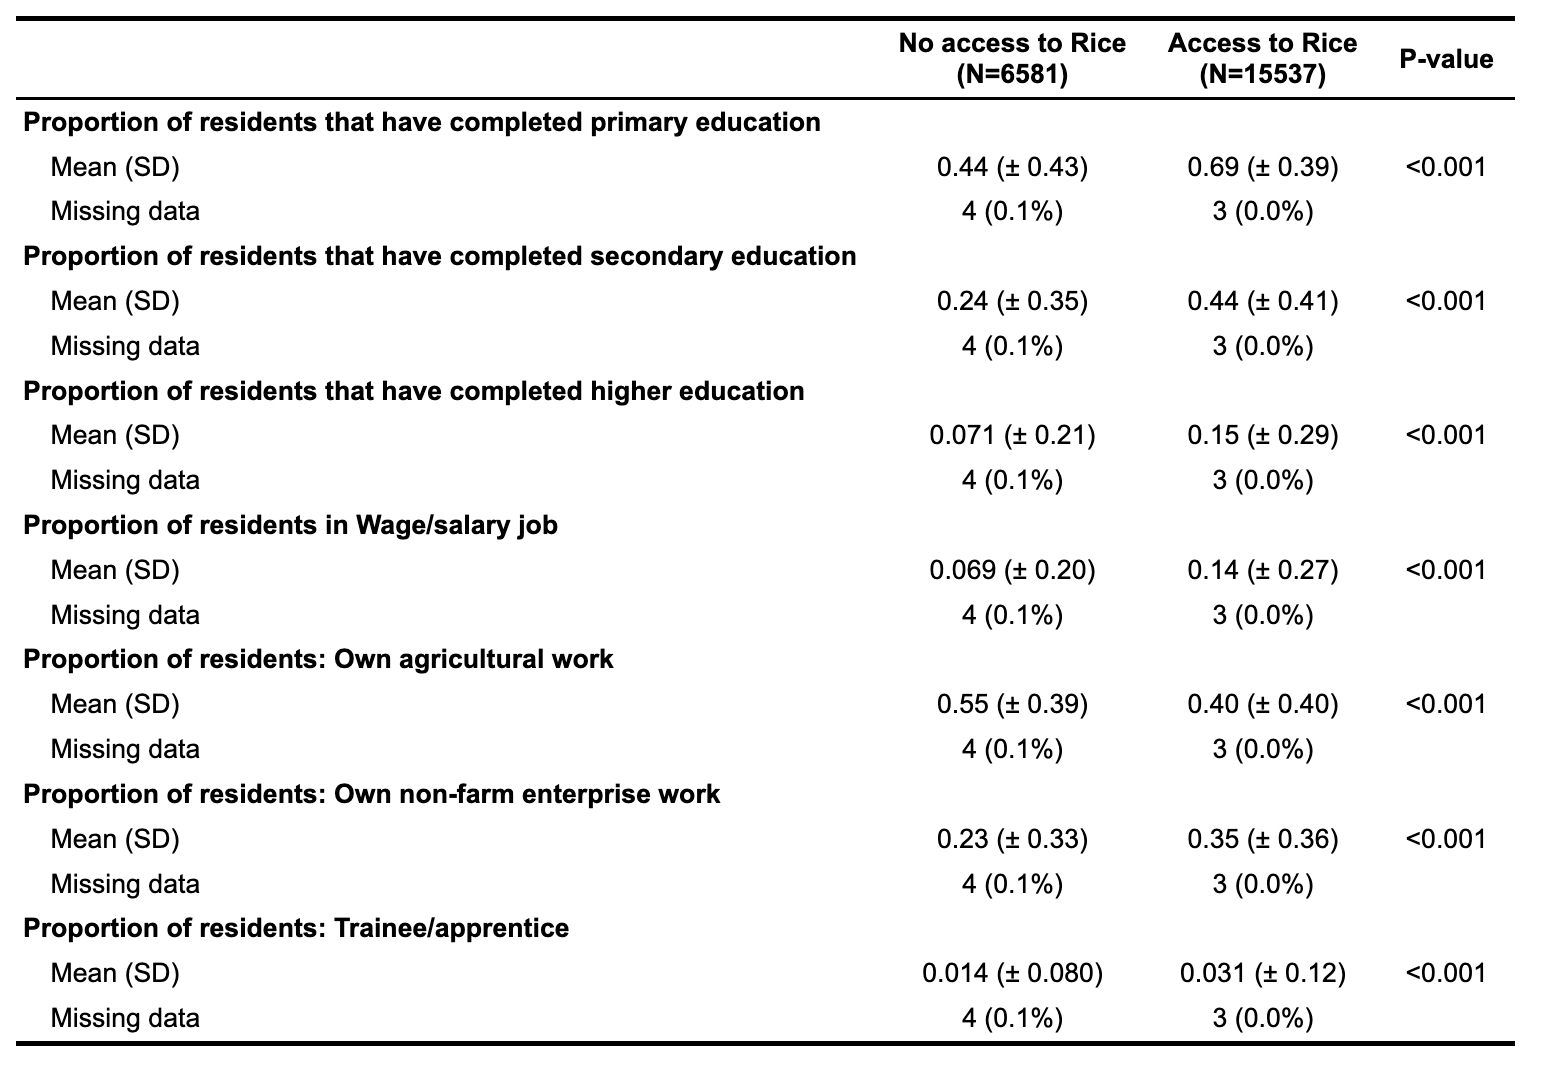 No access to Rice (N=6581) Access to Rice (N=15537) P-value
Proportion of residents that have completed primary education
Mean (SD) 0.44 (± 0.43) 0.69 (± 0.39) <0.001
Missing data 4 (0.1%) 3 (0.0%)
Proportion of residents that have completed secondary education
Mean (SD) 0.24 (± 0.35) 0.44 (± 0.41) <0.001
Missing data 4 (0.1%) 3 (0.0%)
Proportion of residents that have completed higher education
Mean (SD) 0.071 (± 0.21) 0.15 (± 0.29) <0.001
Missing data 4 (0.1%) 3 (0.0%)
Proportion of residents in Wage/salary job
Mean (SD) 0.069 (± 0.20) 0.14 (± 0.27) <0.001
Missing data 4 (0.1%) 3 (0.0%)
Proportion of residents: Own agricultural work
Mean (SD) 0.55 (± 0.39) 0.40 (± 0.40) <0.001
Missing data 4 (0.1%) 3 (0.0%)
Proportion of residents: Own non-farm enterprise work
Mean (SD) 0.23 (± 0.33) 0.35 (± 0.36) <0.001
Missing data 4 (0.1%) 3 (0.0%)
Proportion of residents: Trainee/apprentice
Mean (SD) 0.014 (± 0.080) 0.031 (± 0.12) <0.001
Missing data 4 (0.1%) 3 (0.0%)